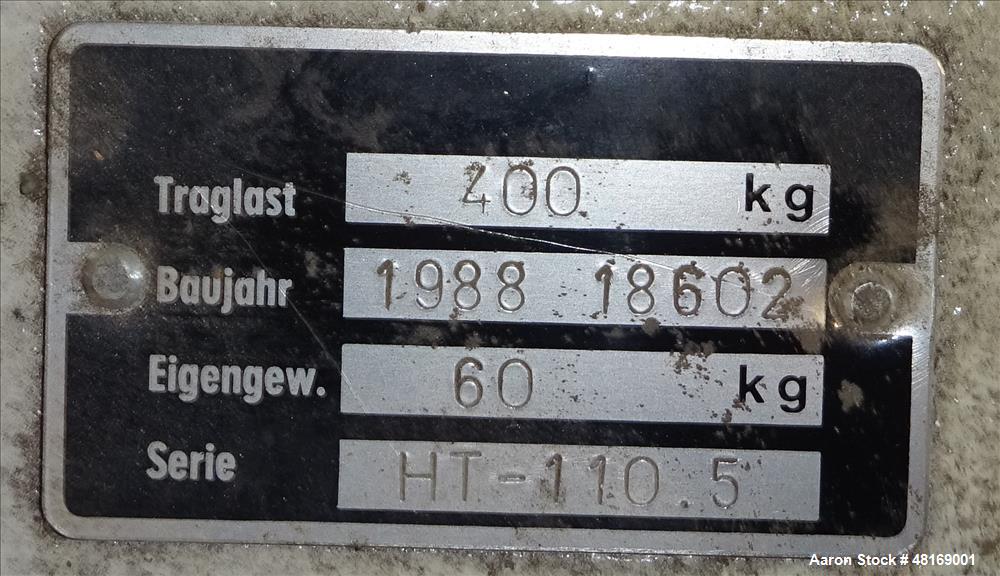 Traglast 400 kg
Baujahr 1988 18602
Eigengew. 60 kg
Serie HT-110.5
Aaron Stock # 48169001